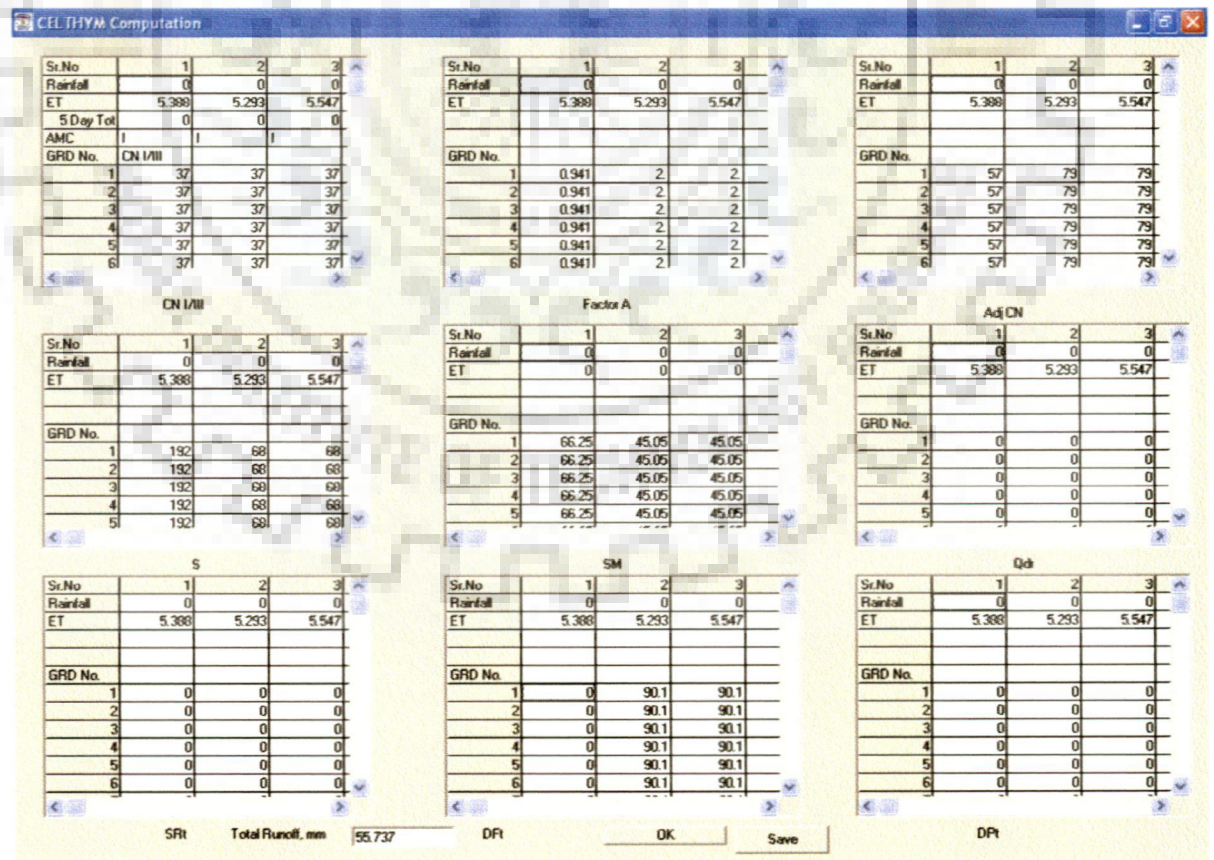 CELTHYM Computation
Sr.No 1 2 3
Rainfall 0 0 0
ET 5.388 5.293 5.547
5 Day Tot 0 0 0
AMC I I I
GRD No. CN I/III
1 37 37 37
2 37 37 37
3 37 37 37
4 37 37 37
5 37 37 37
6 37 37 37
CN I/III
Sr.No 1 2 3
Rainfall 0 0 0
ET 5.388 5.293 5.547
GRD No.
1 0.941 2 2
2 0.941 2 2
3 0.941 2 2
4 0.941 2 2
5 0.941 2 2
6 0.941 2 2
Factor A
Sr.No 1 2 3
Rainfall 0 0 0
ET 5.388 5.293 5.547
GRD No.
1 57 79 79
2 57 79 79
3 57 79 79
4 57 79 79
5 57 79 79
6 57 79 79
Adj CN
Sr.No 1 2 3
Rainfall 0 0 0
ET 5.388 5.293 5.547
GRD No.
1 192 68 68
2 192 68 68
3 192 68 68
4 192 68 68
5 192 68 68
S
Sr.No 1 2 3
Rainfall 0 0 0
ET 0 0 0
GRD No.
1 66.25 45.05 45.05
2 66.25 45.05 45.05
3 66.25 45.05 45.05
4 66.25 45.05 45.05
5 66.25 45.05 45.05
SM
Sr.No 1 2 3
Rainfall 0 0 0
ET 5.388 5.293 5.547
GRD No.
1 0 0 0
2 0 0 0
3 0 0 0
4 0 0 0
5 0 0 0
Qdr
Sr.No 1 2 3
Rainfall 0 0 0
ET 5.388 5.293 5.547
GRD No.
1 0 0 0
2 0 0 0
3 0 0 0
4 0 0 0
5 0 0 0
6 0 0 0
SRt
Sr.No 1 2 3
Rainfall 0 0 0
ET 5.388 5.293 5.547
GRD No.
1 0 90.1 90.1
2 0 90.1 90.1
3 0 90.1 90.1
4 0 90.1 90.1
5 0 90.1 90.1
6 0 90.1 90.1
DFt
Sr.No 1 2 3
Rainfall 0 0 0
ET 5.388 5.293 5.547
GRD No.
1 0 0 0
2 0 0 0
3 0 0 0
4 0 0 0
5 0 0 0
6 0 0 0
DPt
Total Runoff, mm 55.737
OK
Save